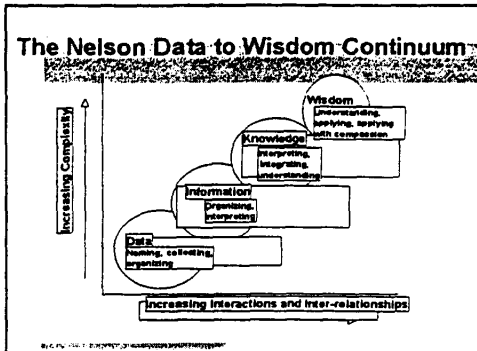 The Nelson Data to Wisdom Continuum
Increasing Complexity
Wisdom
Understanding,
applying, applying
with compassion
Knowledge
Interpreting,
integrating,
understanding
Information
Organizing,
interpreting
Data
Naming, collecting,
organizing
Increasing Interactions and Inter-relationships